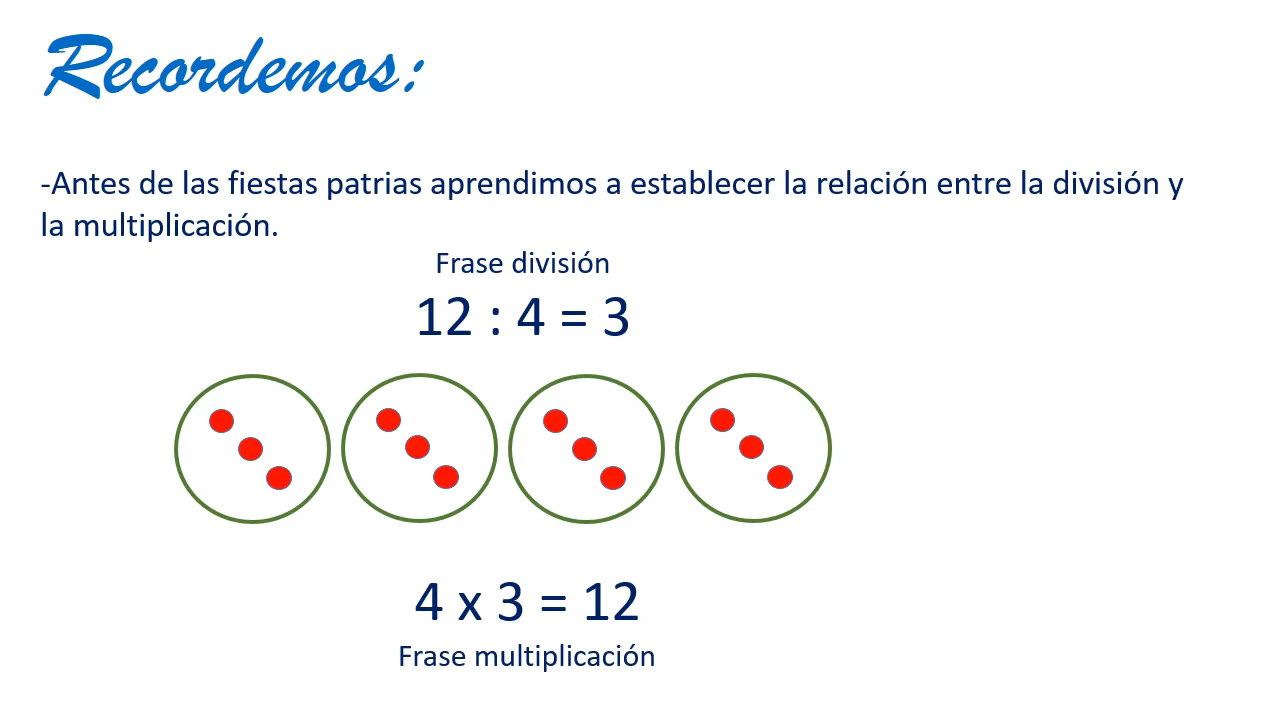 Recordemos:
-Antes de las fiestas patrias aprendimos a establecer la relación entre la división y
la multiplicación.
Frase división
12 : 4 = 3
4 x 3 = 12
Frase multiplicación